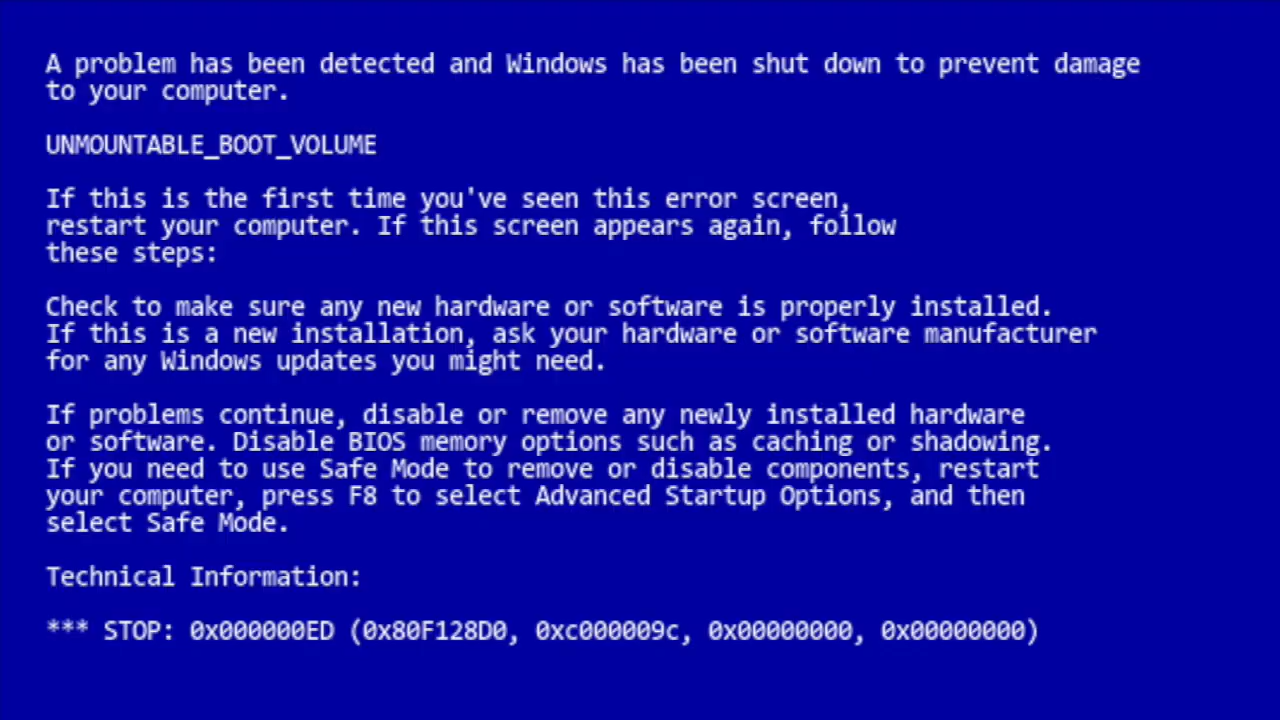 A problem has been detected and Windows has been shut down to prevent damage
to your computer.
UNMOUNTABLE_BOOT_VOLUME
If this is the first time you've seen this error screen,
restart your computer. If this screen appears again, follow
these steps:
Check to make sure any new hardware or software is properly installed.
If this is a new installation, ask your hardware or software manufacturer
for any Windows updates you might need.
If problems continue, disable or remove any newly installed hardware
or software. Disable BIOS memory options such as caching or shadowing.
If you need to use Safe Mode to remove or disable components, restart
your computer, press F8 to select Advanced Startup Options, and then
select Safe Mode.
Technical Information:
*** STOP: 0x000000ED (0x80F128D0, 0xc000009c, 0x00000000, 0x00000000)